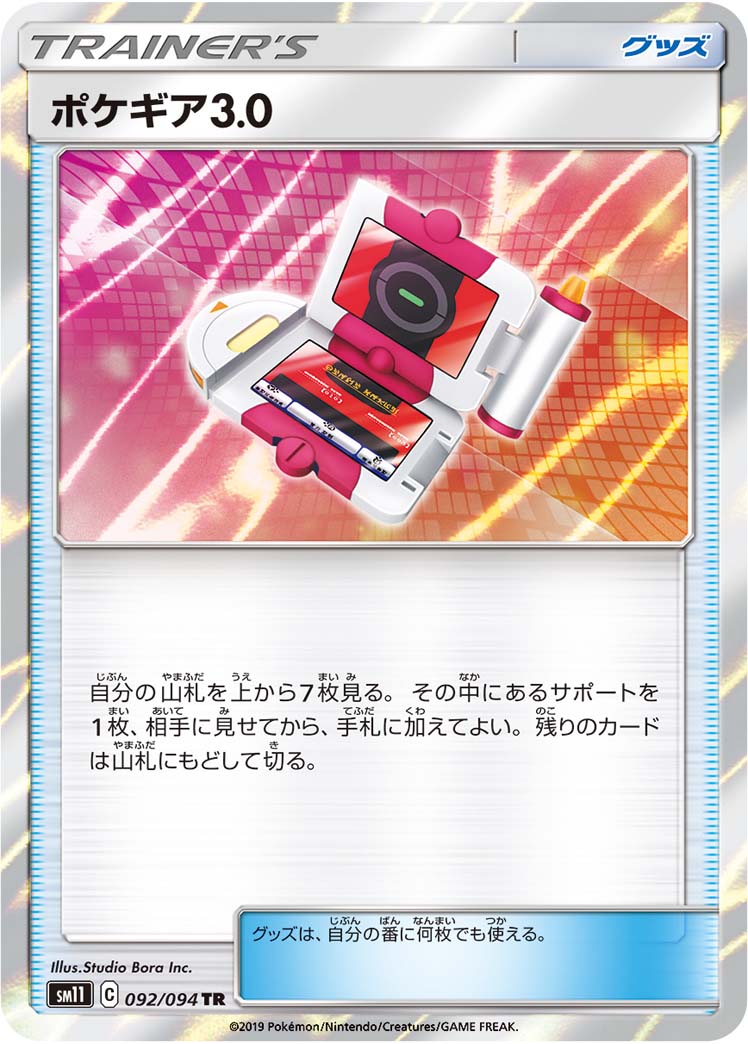 TRAINER'S
グッズ
ポケギア3.0
自分の山札を上から7枚見る。その中にあるサポートを
1枚、相手に見せてから、手札に加えてよい。残りのカード
は山札にもどして切る。
グッズは、自分の番に何枚でも使える。
Illus.Studio Bora Inc.
sm11 C 092/094 TR
©2019 Pokémon/Nintendo/Creatures/GAME FREAK.